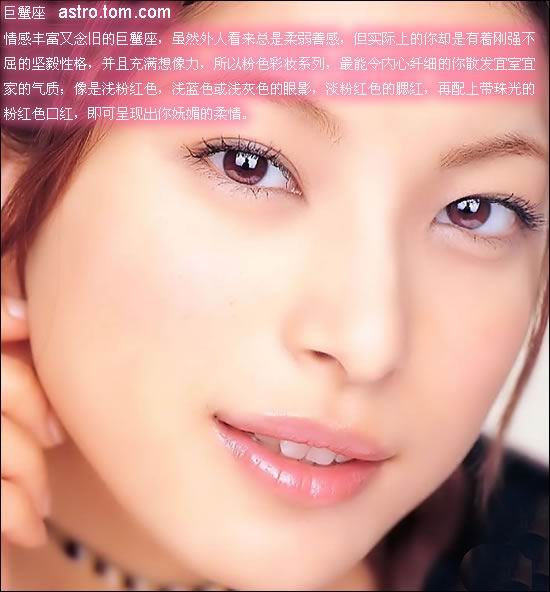 巨蟹座 astro.tom.com
情感丰富又念旧的巨蟹座，虽然外人看来总是柔弱善感，但实际上的你却是有着刚强不
屈的坚毅性格，并且充满想像力，所以粉色彩妆系列，最能令内心纤细的你散发宜室宜
家的气质；像是浅粉红色，浅蓝色或浅灰色的眼影，淡粉红色的腮红，再配上带珠光的
粉红色口红，即可呈现出你妩媚的柔情。